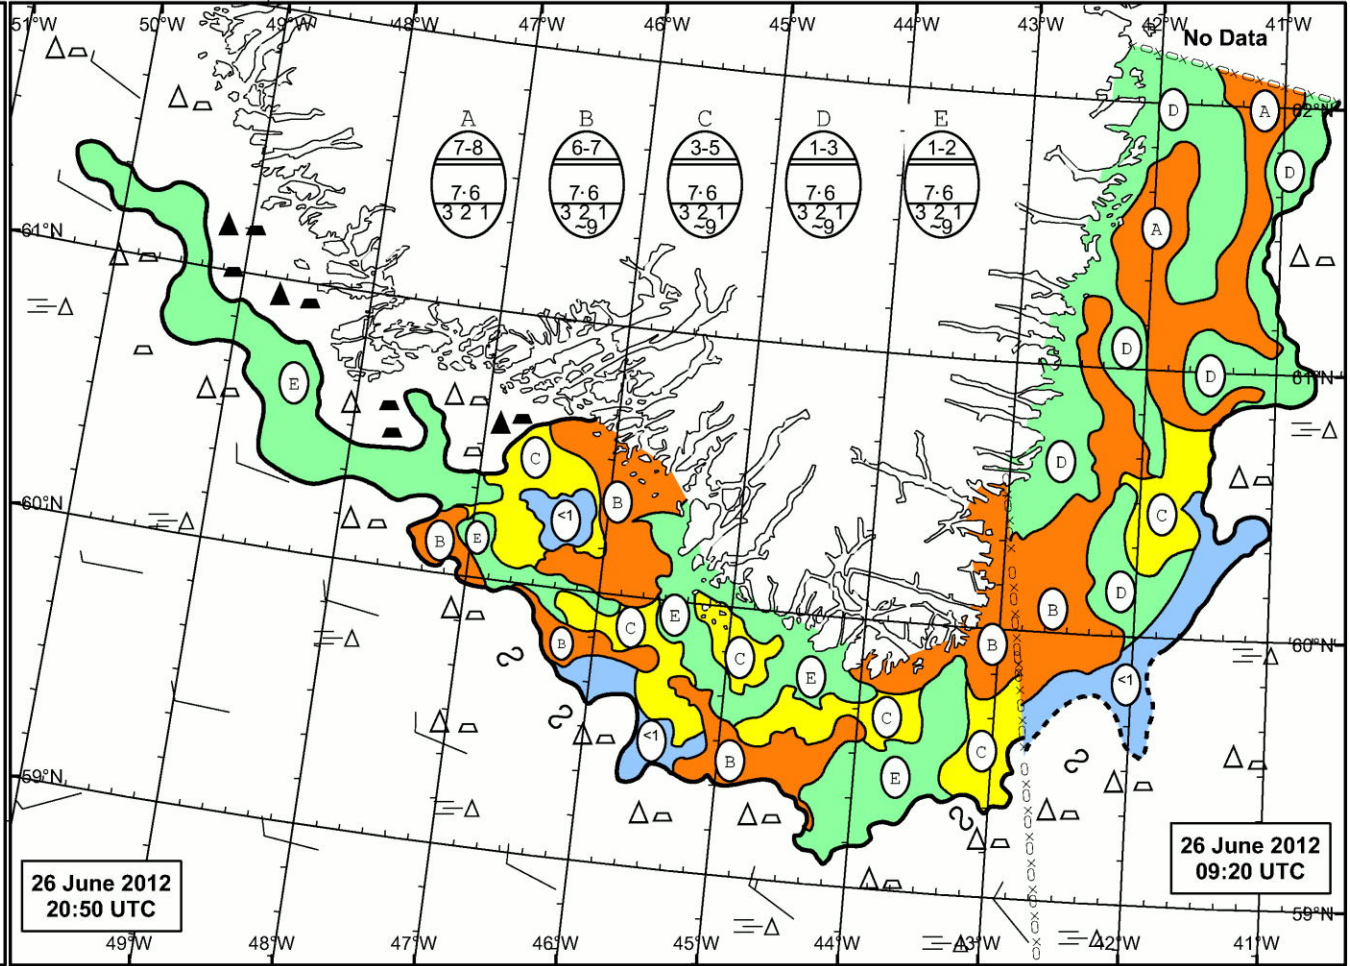 51°W 50°W 49°W 48°W 47°W 46°W 45°W 44°W 43°W 42°W 41°W
No Data
A B C D E
7-8 6-7 3-5 1-3 1-2
7·6 7·6 7·6 7·6 7·6
3 2 1 3 2 1 3 2 1 3 2 1 3 2 1
~9 ~9 ~9 ~9
D A 62°N
D
A
61°N
D
D 61°N
E
C
D
B
C
60°N
<1
B E
D
B
E
C
B
B 60°N
C
E
<1
C
<1
C
B
E
59°N
26 June 2012
20:50 UTC
26 June 2012
09:20 UTC
59°N
49°W 48°W 47°W 46°W 45°W 44°W 43°W 42°W 41°W